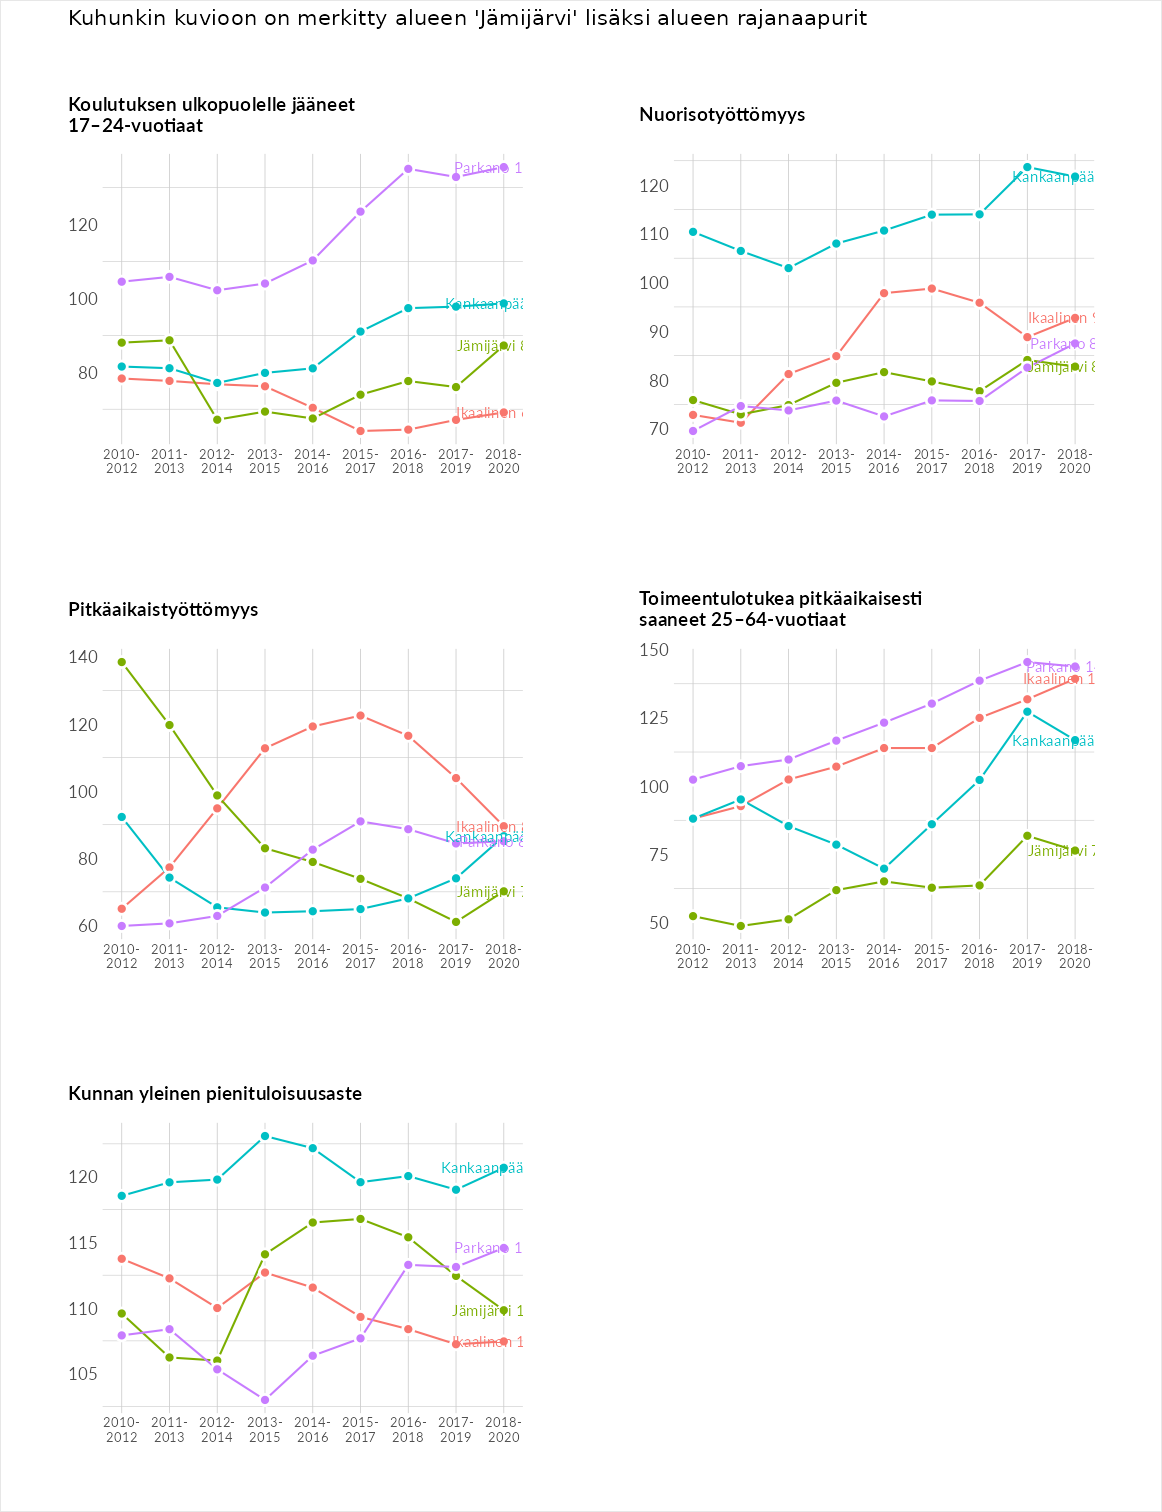 Kuhunkin kuvioon on merkitty alueen 'Jämijärvi' lisäksi alueen rajanaapurit
Koulutuksen ulkopuolelle jääneet
17–24-vuotiaat
120
100
80
Parkano 1
Kankaanpää
Jämijärvi 8
Ikaalinen
2010-2012 2011-2013 2012-2014 2013-2015 2014-2016 2015-2017 2016-2018 2017-2019 2018-2020
Nuorisotyöttömyys
120
110
100
90
80
70
Kankaanpää
Ikaalinen 9
Parkano 8
Jämijärvi 8
2010-2012 2011-2013 2012-2014 2013-2015 2014-2016 2015-2017 2016-2018 2017-2019 2018-2020
Pitkäaikaistyöttömyys
140
120
100
80
60
Ikaalinen
Kankaanpää
Parkano 8
Jämijärvi 7
2010-2012 2011-2013 2012-2014 2013-2015 2014-2016 2015-2017 2016-2018 2017-2019 2018-2020
Toimeentulotukea pitkäaikaisesti
saaneet 25–64-vuotiaat
150
125
100
75
50
Parkano 14
Ikaalinen 1
Kankaanpää
Jämijärvi 7
2010-2012 2011-2013 2012-2014 2013-2015 2014-2016 2015-2017 2016-2018 2017-2019 2018-2020
Kunnan yleinen pienituloisuusaste
120
115
110
105
Kankaanpää
Parkano 1
Jämijärvi 1
Ikaalinen 1
2010-2012 2011-2013 2012-2014 2013-2015 2014-2016 2015-2017 2016-2018 2017-2019 2018-2020